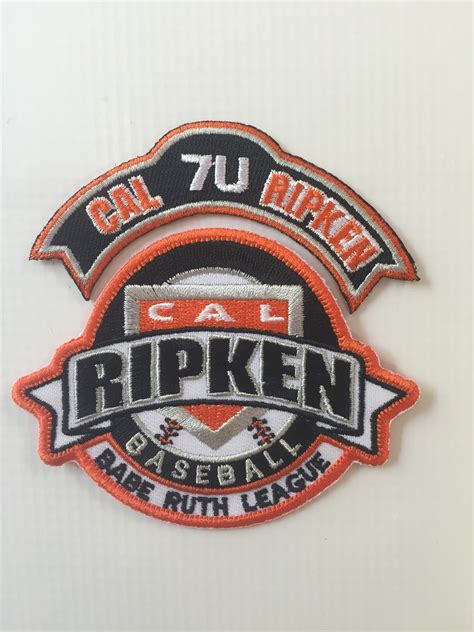 CAL 7U RIPKEN
CAL
RIPKEN
BASEBALL
BABE RUTH LEAGUE